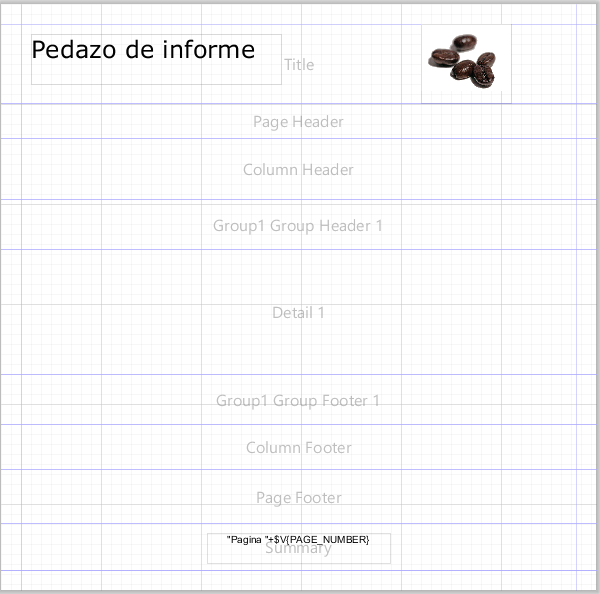 Pedazo de informe
Title
Page Header
Column Header
Group1 Group Header 1
Detail 1
Group1 Group Footer 1
Column Footer
Page Footer
"Pagina "+$V{PAGE_NUMBER}
Summary